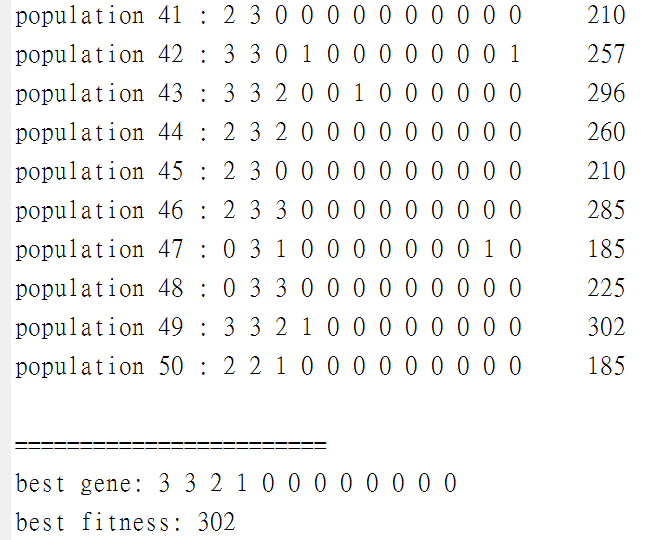 population 41 : 2 3 0 0 0 0 0 0 0 0 0 0 210
population 42 : 3 3 0 1 0 0 0 0 0 0 0 1 257
population 43 : 3 3 2 0 0 1 0 0 0 0 0 0 296
population 44 : 2 3 2 0 0 0 0 0 0 0 0 0 260
population 45 : 2 3 0 0 0 0 0 0 0 0 0 0 210
population 46 : 2 3 3 0 0 0 0 0 0 0 0 0 285
population 47 : 0 3 1 0 0 0 0 0 0 0 1 0 185
population 48 : 0 3 3 0 0 0 0 0 0 0 0 0 225
population 49 : 3 3 2 1 0 0 0 0 0 0 0 0 302
population 50 : 2 2 1 0 0 0 0 0 0 0 0 0 185
========================
best gene: 3 3 2 1 0 0 0 0 0 0 0 0
best fitness: 302